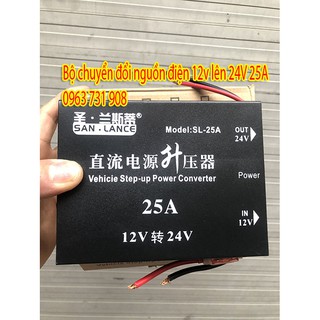 Bộ chuyển đổi nguồn điện 12v lên 24V 25A
0963 731 908
圣·兰斯蒂
SAN·LANCE
Model:SL-25A
OUT
24V
直流电源升压器
Vehicie Step-up Power Converter
Power
25A
IN
12V
12V转24V